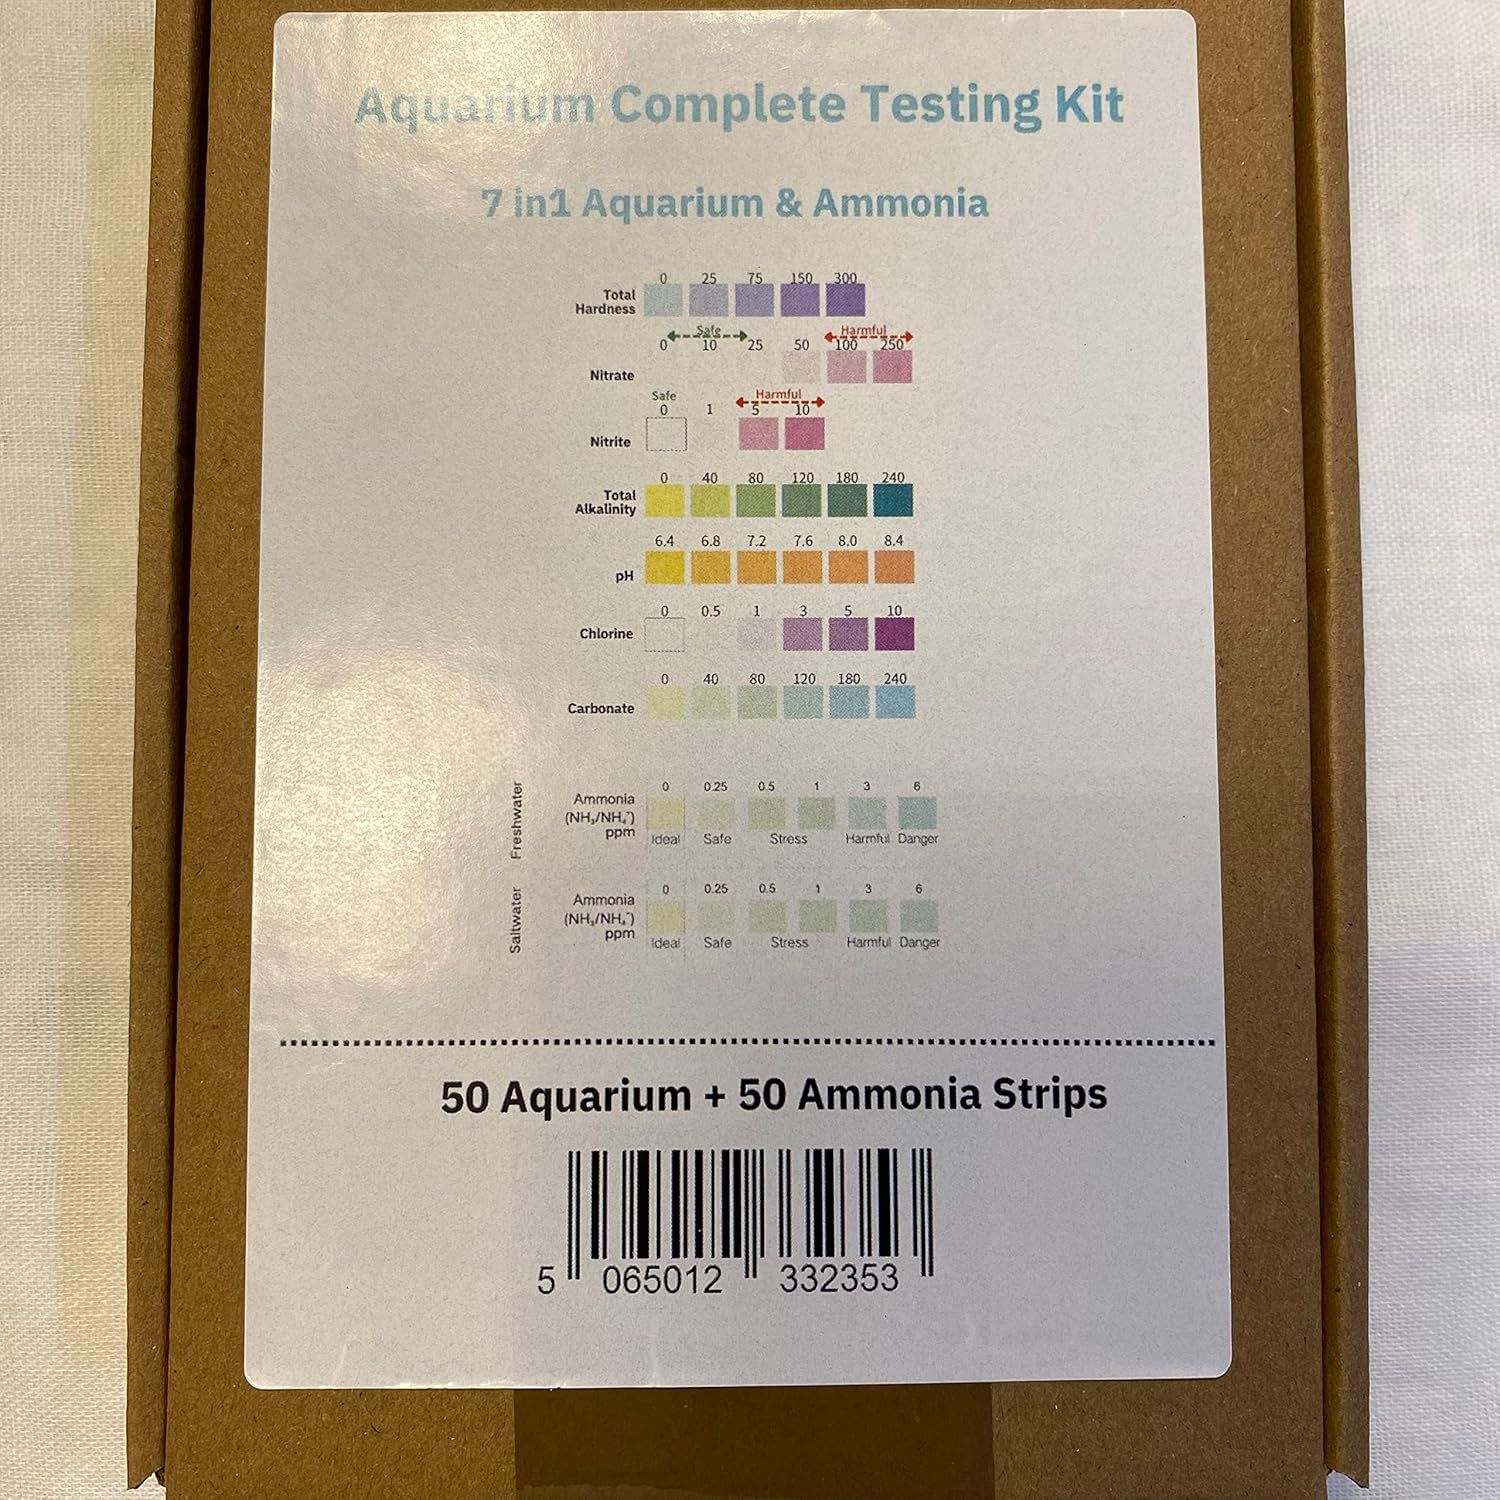 Aquarium Complete Testing Kit
7 in1 Aquarium & Ammonia
0 25 75 150 300
Total
Hardness
Safe Harmful
0 10 25 50 100 250
Nitrate
Safe Harmful
0 1 5 10
Nitrite
0 40 80 120 180 240
Total
Alkalinity
6.4 6.8 7.2 7.6 8.0 8.4
pH
0 0.5 1 3 5 10
Chlorine
0 40 80 120 180 240
Carbonate
Freshwater
0 0.25 0.5 1 3 6
Ammonia
(NH₃/NH₄⁺)
ppm
Ideal Safe Stress Harmful Danger
Saltwater
0 0.25 0.5 1 3 6
Ammonia
(NH₃/NH₄⁺)
ppm
Ideal Safe Stress Harmful Danger
50 Aquarium + 50 Ammonia Strips
5 065012 332353